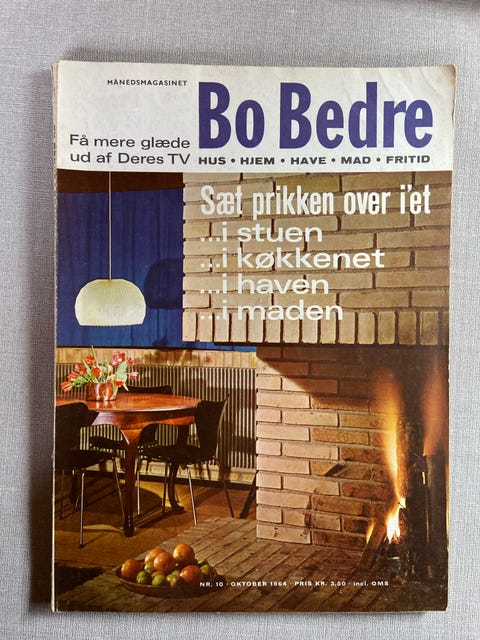 MÅNEDSMAGASINET
Bo Bedre
Få mere glæde
ud af Deres TV
HUS • HJEM • HAVE • MAD • FRITID
Sæt prikken over i'et
...i stuen
...i køkkenet
...i haven
...i maden
NR. 10 · OKTOBER 1964 · PRIS KR. 3,50 · incl. OMS